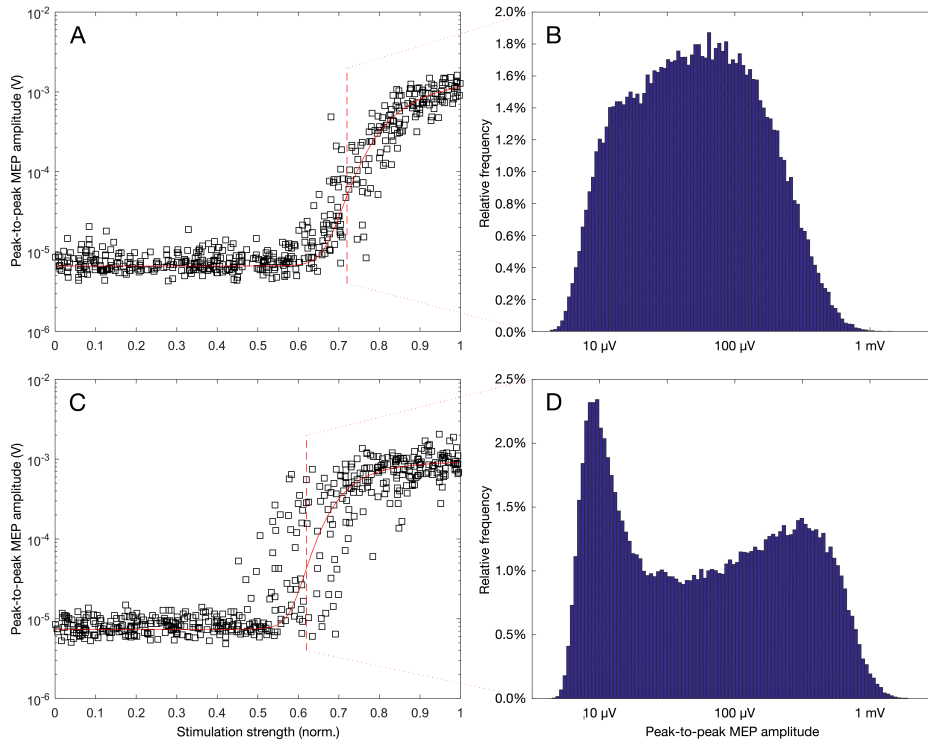 A
Peak-to-peak MEP amplitude (V)
10-2
10-3
10-4
10-5
10-6
0 0.1 0.2 0.3 0.4 0.5 0.6 0.7 0.8 0.9 1
B
Relative frequency
2.0%
1.8%
1.6%
1.4%
1.2%
1.0%
0.8%
0.6%
0.4%
0.2%
0.0%
10 µV 100 µV 1 mV
C
Peak-to-peak MEP amplitude (V)
10-2
10-3
10-4
10-5
10-6
0 0.1 0.2 0.3 0.4 0.5 0.6 0.7 0.8 0.9 1
Stimulation strength (norm.)
D
Relative frequency
2.5%
2.0%
1.5%
1.0%
0.5%
0.0%
10 µV 100 µV 1 mV
Peak-to-peak MEP amplitude